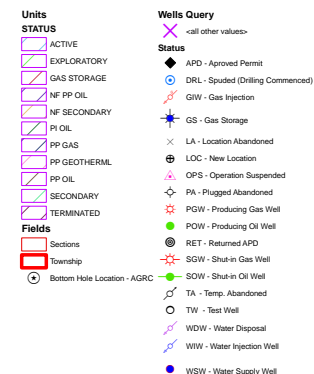 Units
STATUS
ACTIVE
EXPLORATORY
GAS STORAGE
NF PP OIL
NF SECONDARY
PI OIL
PP GAS
PP GEOTHERML
PP OIL
SECONDARY
TERMINATED
Fields
Sections
Township
Bottom Hole Location - AGRC
Wells Query
<all other values>
Status
APD - Aproved Permit
DRL - Spuded (Drilling Commenced)
GIW - Gas Injection
GS - Gas Storage
LA - Location Abandoned
LOC - New Location
OPS - Operation Suspended
PA - Plugged Abandoned
PGW - Producing Gas Well
POW - Producing Oil Well
RET - Returned APD
SGW - Shut-in Gas Well
SOW - Shut-in Oil Well
TA - Temp. Abandoned
TW - Test Well
WDW - Water Disposal
WIW - Water Injection Well
WSW - Water Supply Well